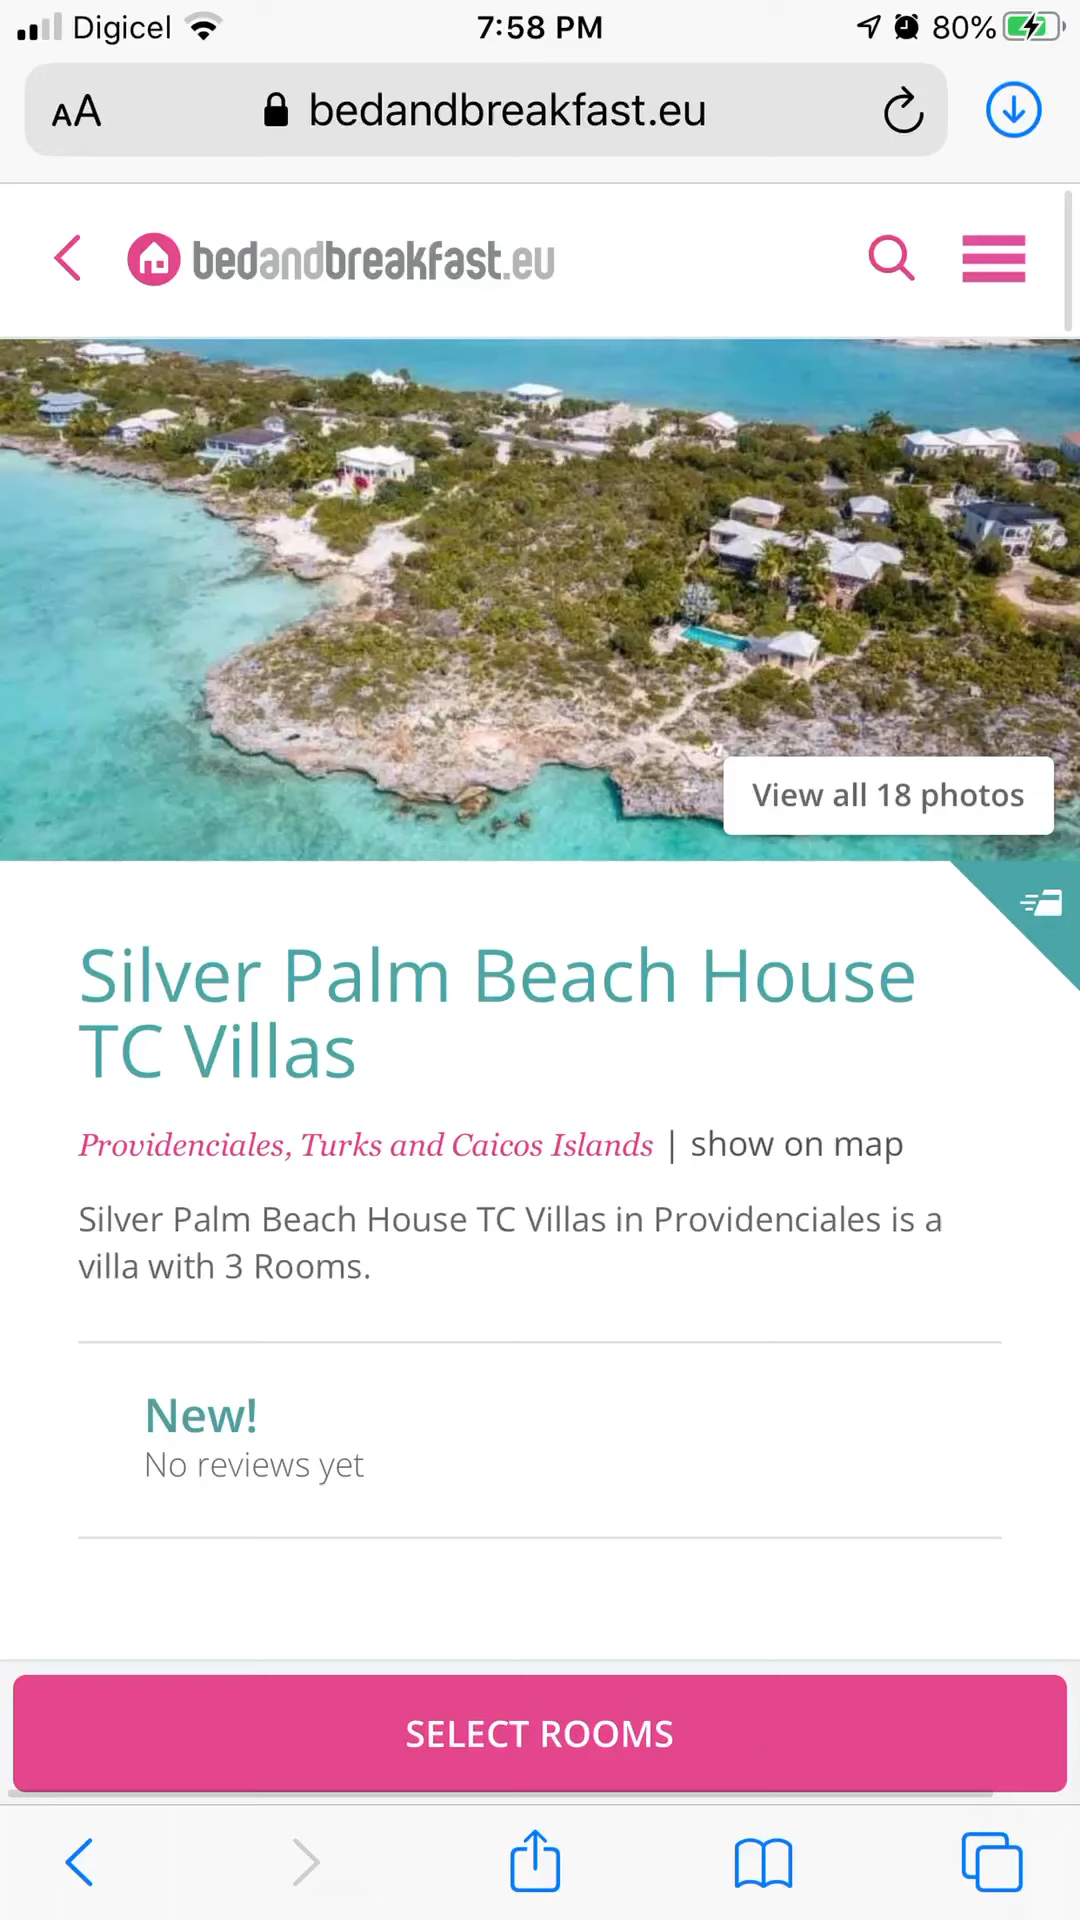 Digicel 7:58 PM 80%
AA bedandbreakfast.eu
bedandbreakfast.eu
View all 18 photos
Silver Palm Beach House
TC Villas
Providenciales, Turks and Caicos Islands | show on map
Silver Palm Beach House TC Villas in Providenciales is a
villa with 3 Rooms.
New!
No reviews yet
SELECT ROOMS